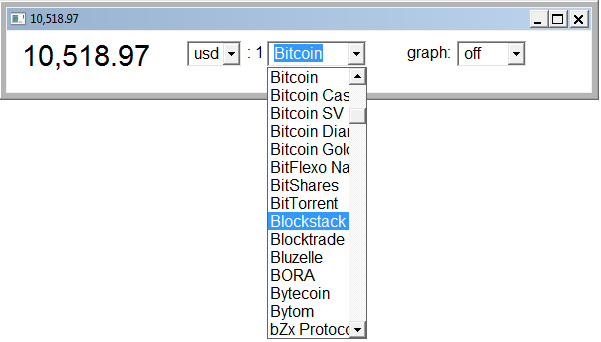 10,518.97
10,518.97 usd : 1 Bitcoin graph: off
Bitcoin
Bitcoin Cas
Bitcoin SV
Bitcoin Diar
Bitcoin Gold
BitFlexo Na
BitShares
BitTorrent
Blockstack
Blocktrade
Bluzelle
BORA
Bytecoin
Bytom
bZx Protoco